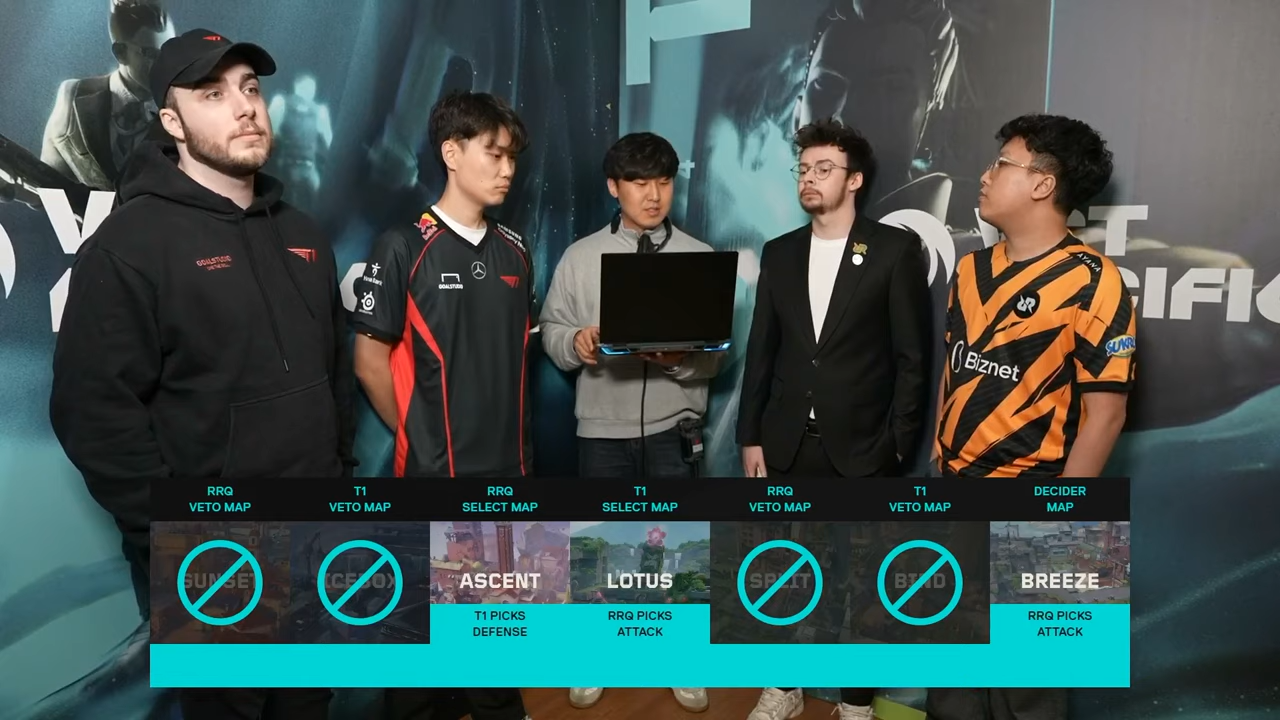 VCT
PACIFIC
GOALSTUDIO
GOALSTUDIO
T1
AYANA
Biznet
RRQ
VETO MAP
T1
VETO MAP
RRQ
SELECT MAP
T1
SELECT MAP
RRQ
VETO MAP
T1
VETO MAP
DECIDER
MAP
SUNSET
ICEBOX
ASCENT
LOTUS
SPLIT
BIND
BREEZE
T1 PICKS
DEFENSE
RRQ PICKS
ATTACK
RRQ PICKS
ATTACK